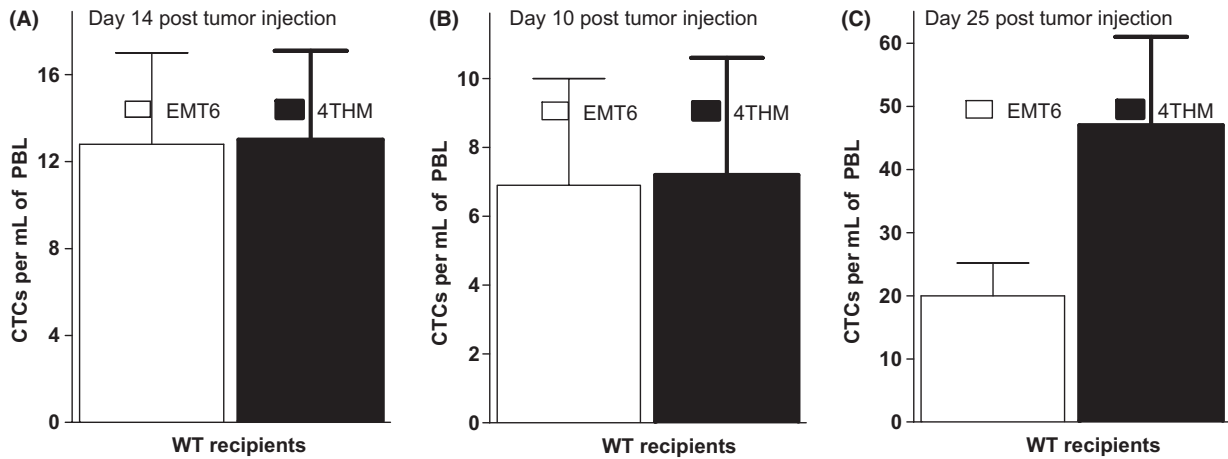 (A) Day 14 post tumor injection
CTCs per mL of PBL
16
12
8
4
0
EMT6 4THM
WT recipients
(B) Day 10 post tumor injection
CTCs per mL of PBL
10
8
6
4
2
0
EMT6 4THM
WT recipients
(C) Day 25 post tumor injection
CTCs per mL of PBL
60
50
40
30
20
10
0
EMT6 4THM
WT recipients